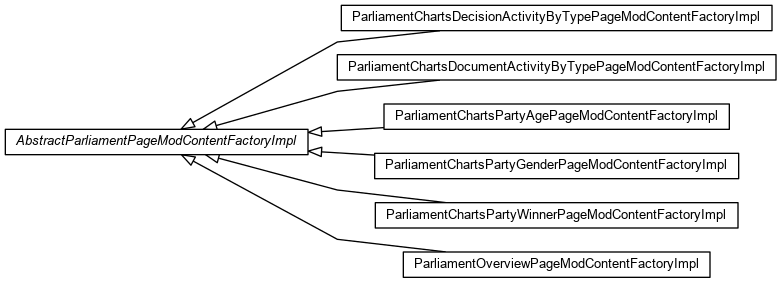 ParliamentChartsDecisionActivityByTypePageModContentFactoryImpl
ParliamentChartsDocumentActivityByTypePageModContentFactoryImpl
ParliamentChartsPartyAgePageModContentFactoryImpl
AbstractParliamentPageModContentFactoryImpl
ParliamentChartsPartyGenderPageModContentFactoryImpl
ParliamentChartsPartyWinnerPageModContentFactoryImpl
ParliamentOverviewPageModContentFactoryImpl